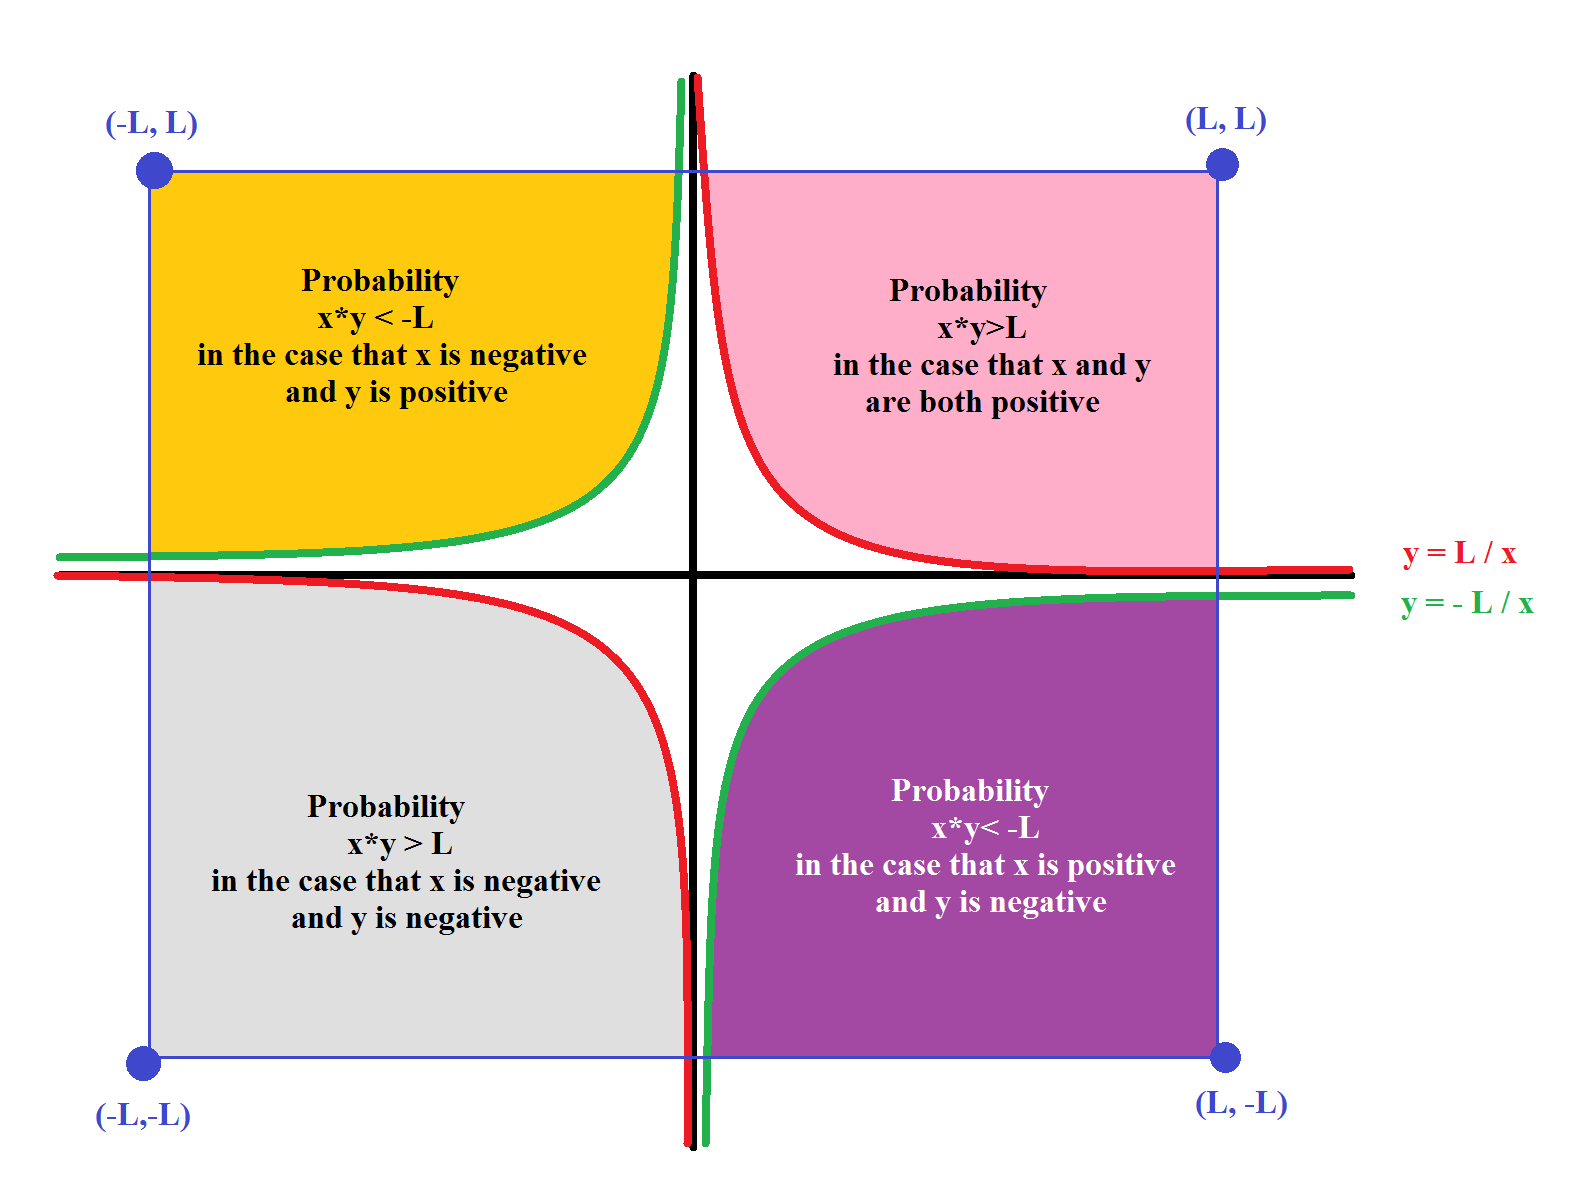 (-L, L)
(L, L)
Probability
x*y < -L
in the case that x is negative
and y is positive
Probability
x*y>L
in the case that x and y
are both positive
y = L / x
y = - L / x
Probability
x*y > L
in the case that x is negative
and y is negative
Probability
x*y< -L
in the case that x is positive
and y is negative
(-L,-L)
(L, -L)